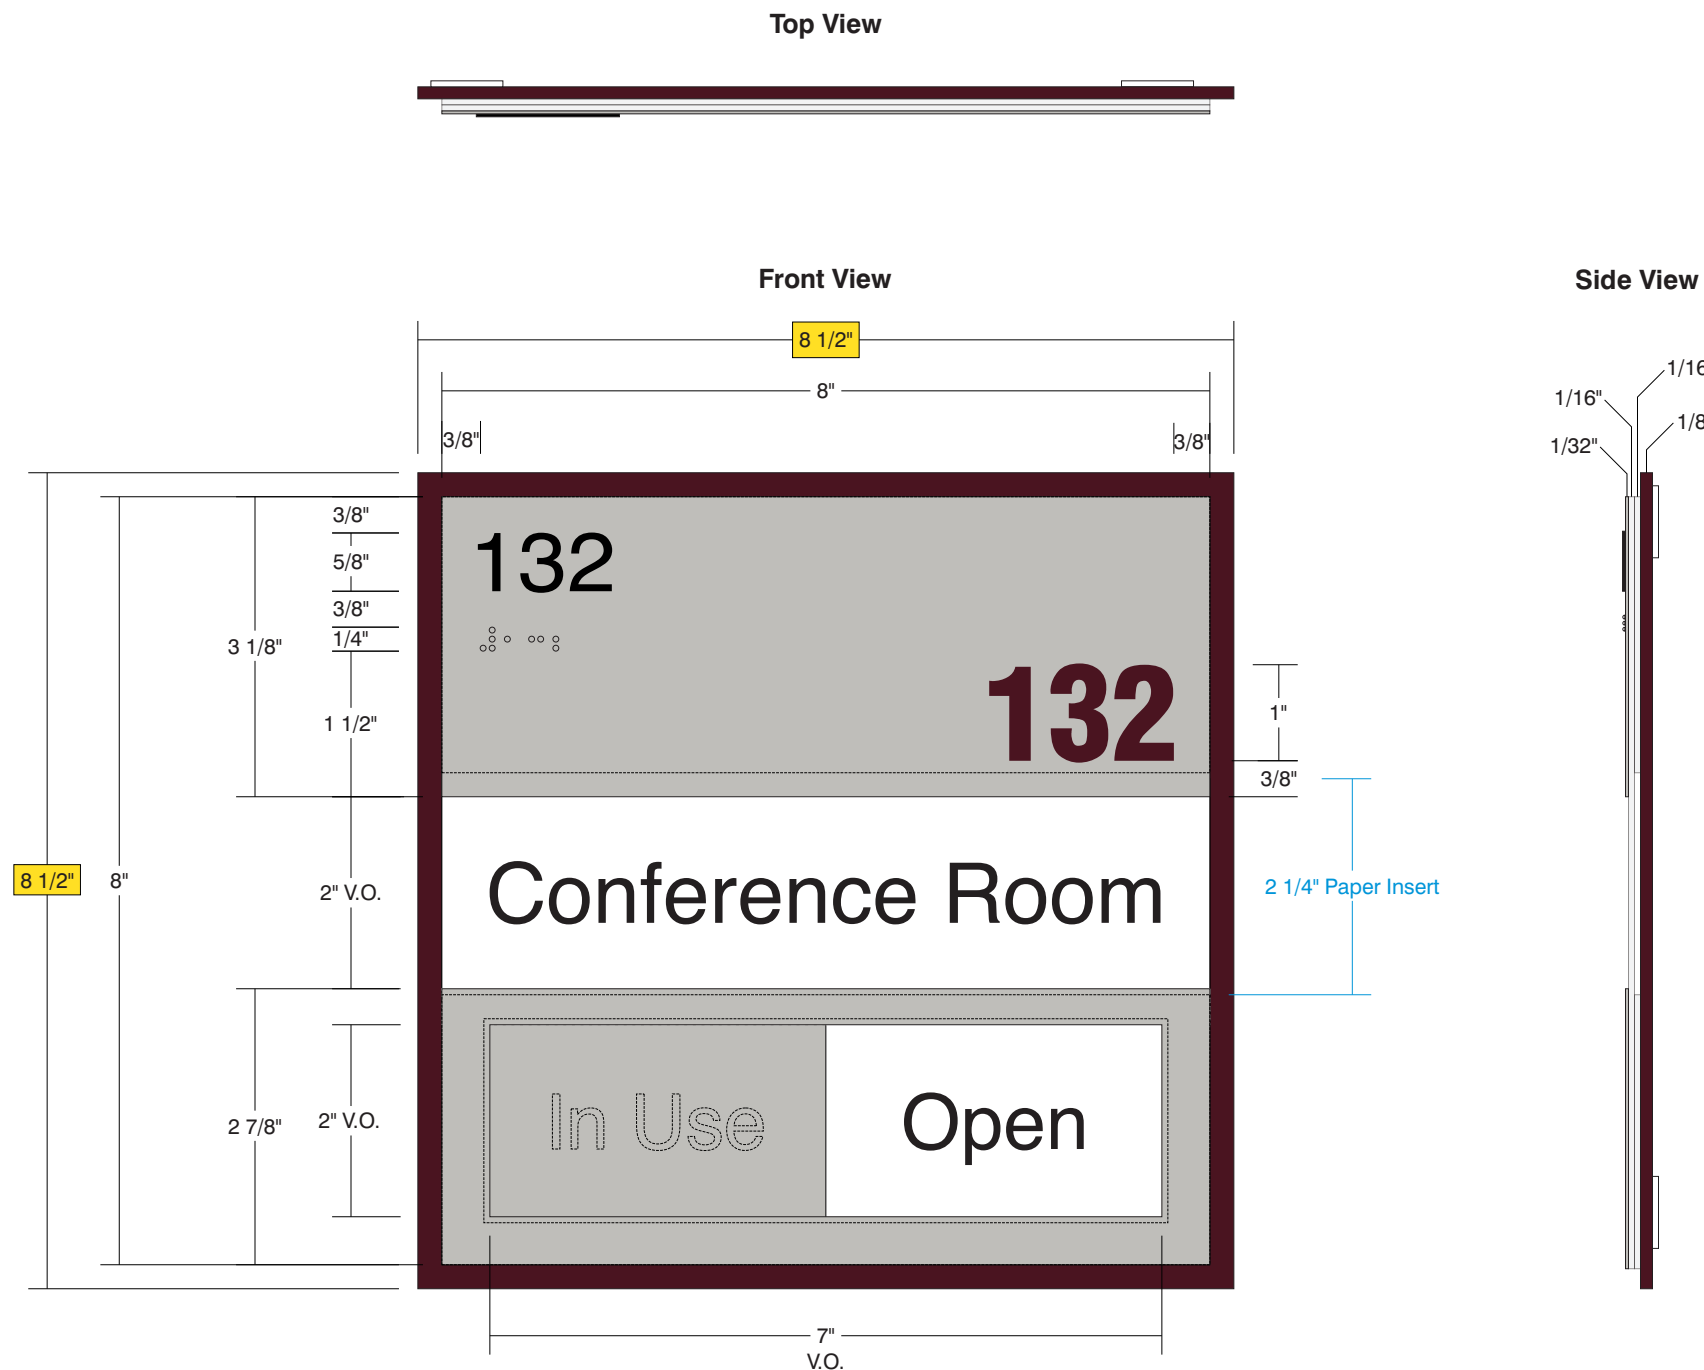 Top View
Front View
Side View
8 1/2"
8"
3/8"
3/8"
1/16"
1/32"
3/8"
5/8"
3/8"
1/4"
3 1/8"
1 1/2"
132
132
1"
3/8"
8 1/2"
8"
2" V.O.
Conference Room
2 1/4" Paper Insert
2 7/8"
2" V.O.
In Use
Open
7"
V.O.